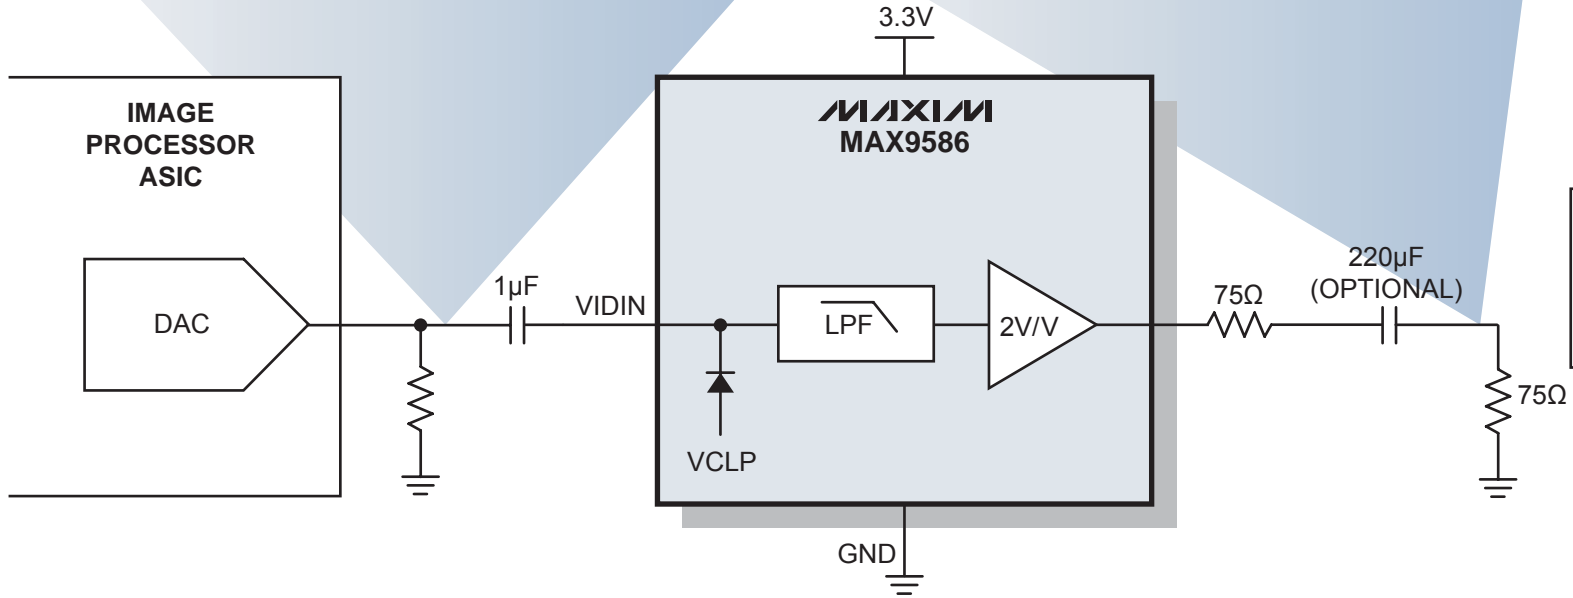 3.3V
IMAGE
PROCESSOR
ASIC
MAXIM
MAX9586
DAC
1µF
VIDIN
LPF
2V/V
75Ω
220µF
(OPTIONAL)
75Ω
VCLP
GND